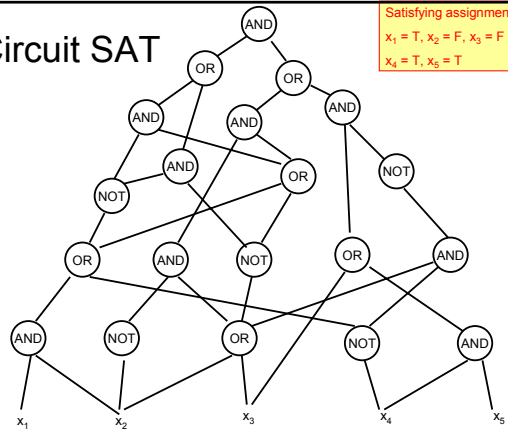 Circuit SAT
Satisfying assignment
x₁ = T, x₂ = F, x₃ = F
x₄ = T, x₅ = T
AND
OR OR
AND AND AND
AND OR NOT
NOT
OR AND NOT OR AND
AND NOT OR NOT AND
x₁ x₂ x₃ x₄ x₅